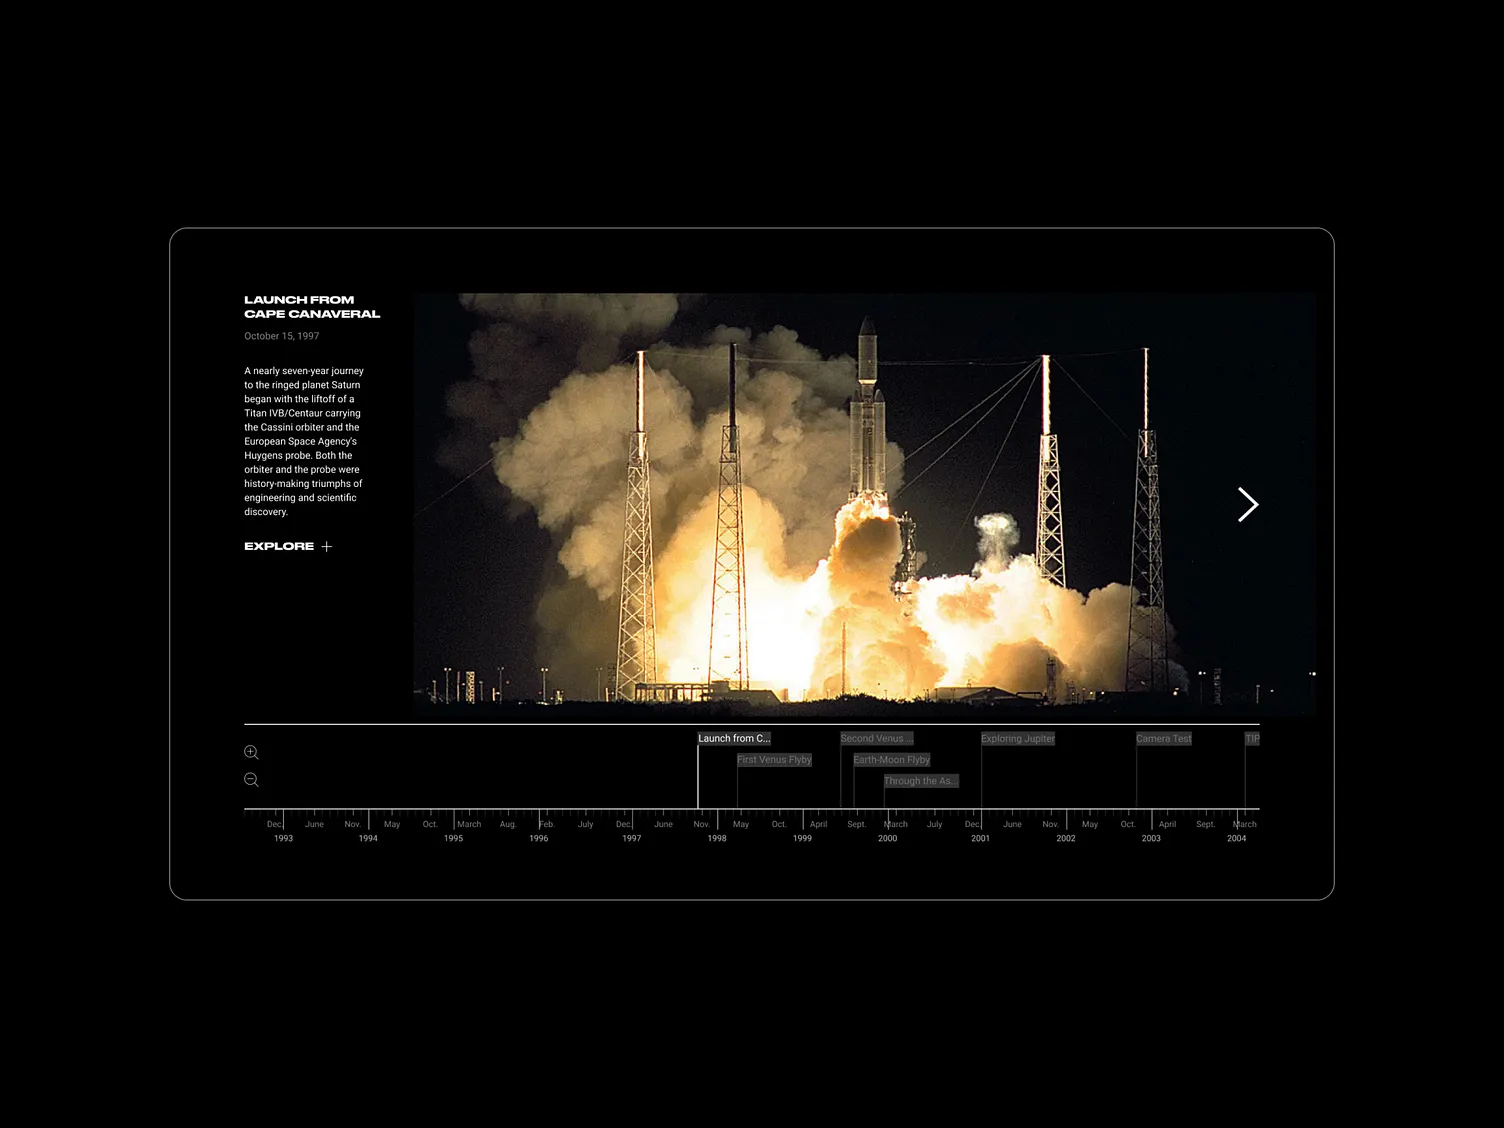 LAUNCH FROM
CAPE CANAVERAL
October 15, 1997
A nearly seven-year journey
to the ringed planet Saturn
began with the liftoff of a
Titan IVB/Centaur carrying
the Cassini orbiter and the
European Space Agency's
Huygens probe. Both the
orbiter and the probe were
history-making triumphs of
engineering and scientific
discovery.
EXPLORE +
Launch from C... Second Venus ... Exploring Jupiter Camera Test TIP
First Venus Flyby Earth-Moon Flyby
Through the As...
Dec. June Nov. May Oct. March Aug. Feb. July Dec. June Nov. May Oct. April Sept. March July Dec. June Nov. May Oct. April Sept. March
1993 1994 1995 1996 1997 1998 1999 2000 2001 2002 2003 2004